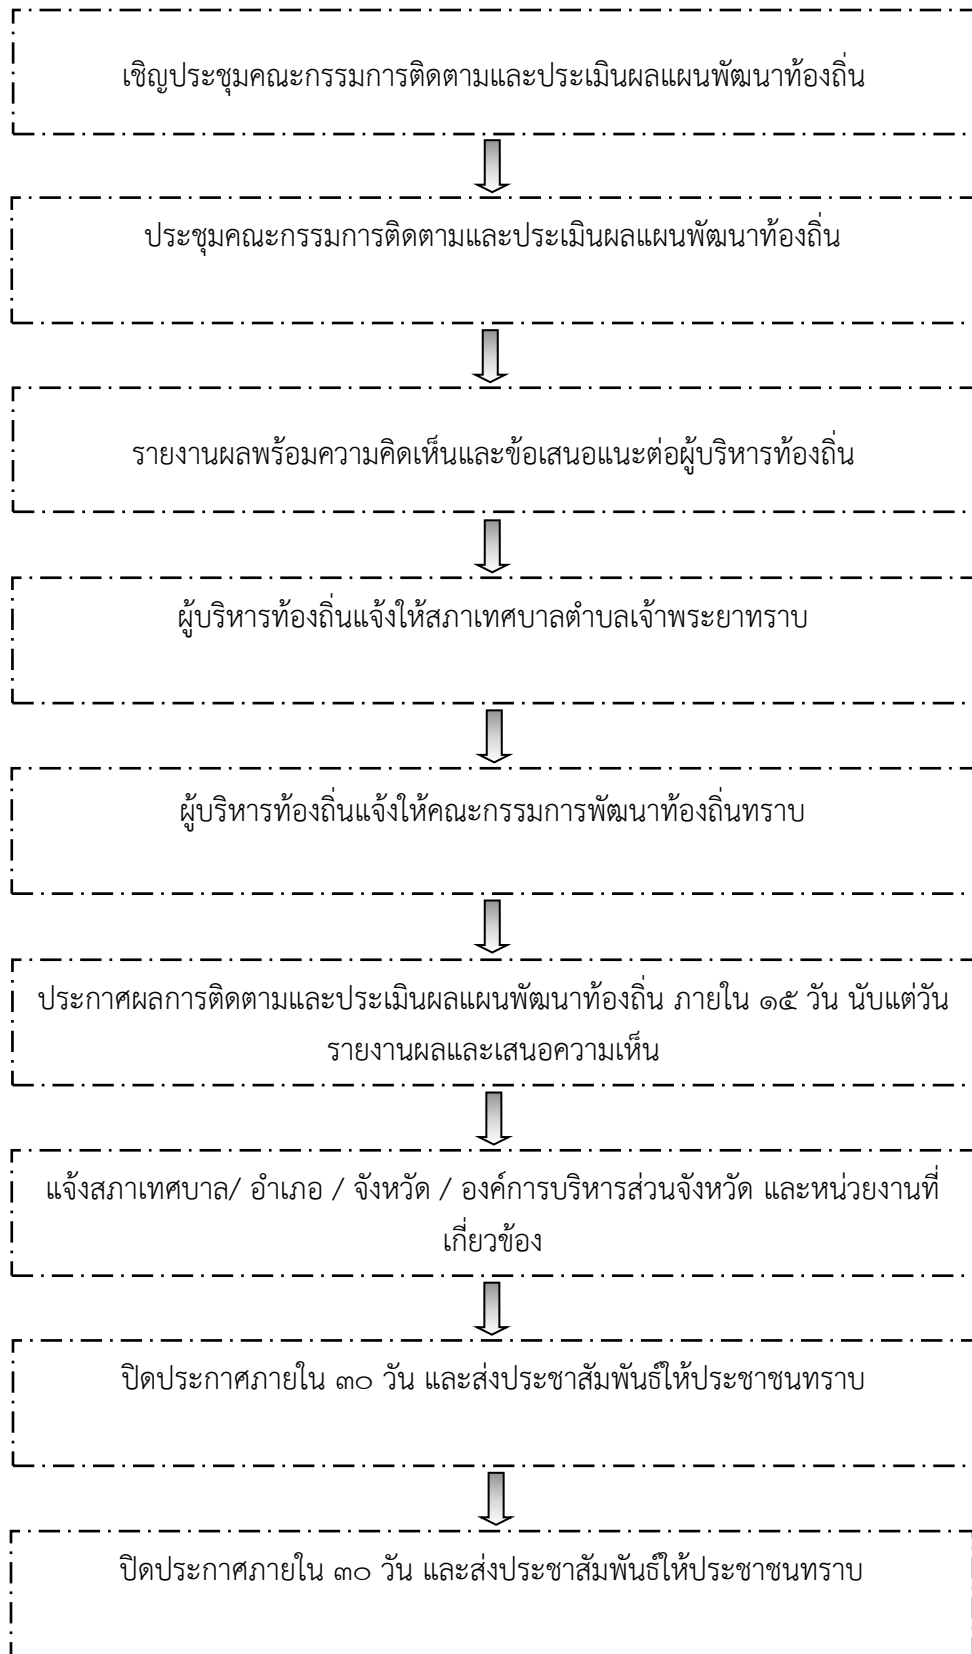 เชิญประชุมคณะกรรมการติดตามและประเมินผลแผนพัฒนาท้องถิ่น
ประชุมคณะกรรมการติดตามและประเมินผลแผนพัฒนาท้องถิ่น
รายงานผลพร้อมความคิดเห็นและข้อเสนอแนะต่อผู้บริหารท้องถิ่น
ผู้บริหารท้องถิ่นแจ้งให้สภาเทศบาลตำบลเจ้าพระยาทราบ
ผู้บริหารท้องถิ่นแจ้งให้คณะกรรมการพัฒนาท้องถิ่นทราบ
ประกาศผลการติดตามและประเมินผลแผนพัฒนาท้องถิ่น ภายใน ๑๕ วัน นับแต่วัน
รายงานผลและเสนอความเห็น
แจ้งสภาเทศบาล/ อำเภอ / จังหวัด / องค์การบริหารส่วนจังหวัด และหน่วยงานที่
เกี่ยวข้อง
ปิดประกาศภายใน ๓๐ วัน และส่งประชาสัมพันธ์ให้ประชาชนทราบ
ปิดประกาศภายใน ๓๐ วัน และส่งประชาสัมพันธ์ให้ประชาชนทราบ